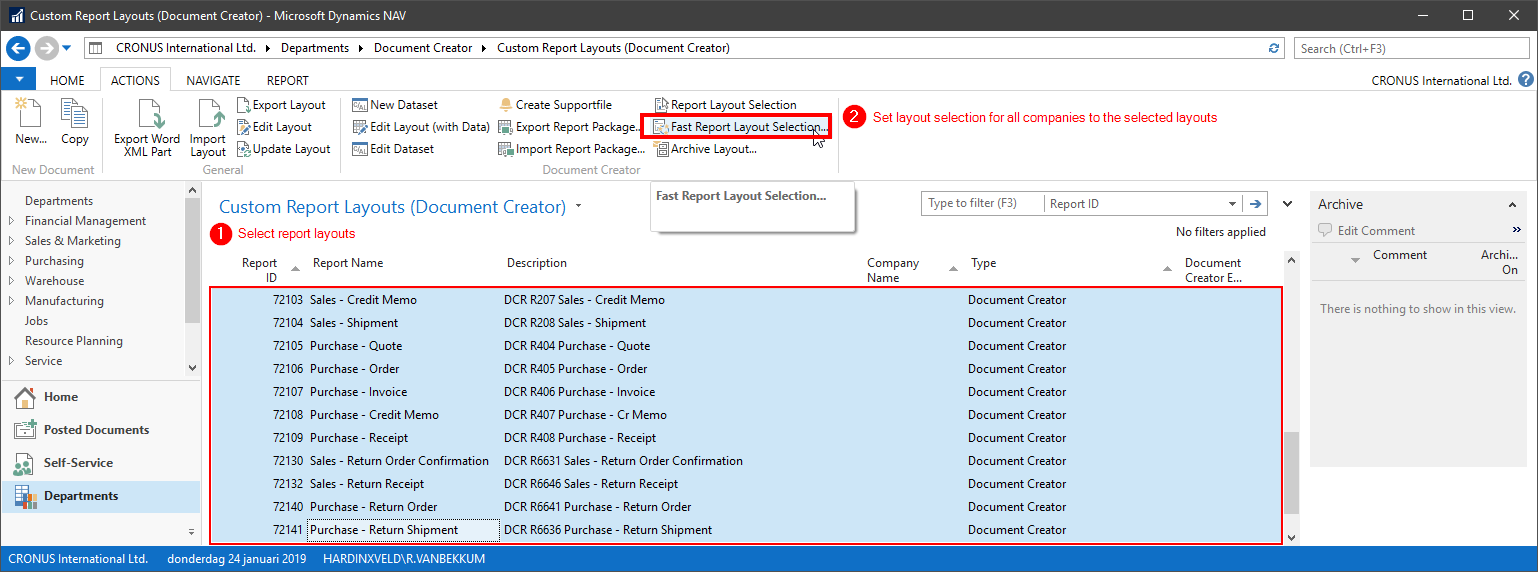 Custom Report Layouts (Document Creator) - Microsoft Dynamics NAV
CRONUS International Ltd. Departments Document Creator Custom Report Layouts (Document Creator)
Search (Ctrl+F3)
HOME ACTIONS NAVIGATE REPORT
CRONUS International Ltd.
New...
Copy
New Document
Export Word
XML Part
Import
Layout
Export Layout
Edit Layout
Update Layout
General
New Dataset
Edit Layout (with Data)
Edit Dataset
Create Supportfile
Export Report Package...
Import Report Package...
Report Layout Selection
Fast Report Layout Selection...
Archive Layout...
Document Creator
2 Set layout selection for all companies to the selected layouts
Fast Report Layout Selection...
Departments
Financial Management
Sales & Marketing
Purchasing
Warehouse
Manufacturing
Jobs
Resource Planning
Service
Home
Posted Documents
Self-Service
Departments
Custom Report Layouts (Document Creator)
Type to filter (F3) Report ID
1 Select report layouts
No filters applied
Report
ID
Report Name
Description
Company
Name
Type
Document
Creator E...
72103 Sales - Credit Memo DCR R207 Sales - Credit Memo Document Creator
72104 Sales - Shipment DCR R208 Sales - Shipment Document Creator
72105 Purchase - Quote DCR R404 Purchase - Quote Document Creator
72106 Purchase - Order DCR R405 Purchase - Order Document Creator
72107 Purchase - Invoice DCR R406 Purchase - Invoice Document Creator
72108 Purchase - Credit Memo DCR R407 Purchase - Cr Memo Document Creator
72109 Purchase - Receipt DCR R408 Purchase - Receipt Document Creator
72130 Sales - Return Order Confirmation DCR R6631 Sales - Return Order Confirmation Document Creator
72132 Sales - Return Receipt DCR R6646 Sales - Return Receipt Document Creator
72140 Purchase - Return Order DCR R6641 Purchase - Return Order Document Creator
72141 Purchase - Return Shipment DCR R6636 Purchase - Return Shipment Document Creator
Archive
Edit Comment
Comment
Archi...
On
There is nothing to show in this view.
CRONUS International Ltd. donderdag 24 januari 2019 HARDINXVELD\R.VANBEKKUM